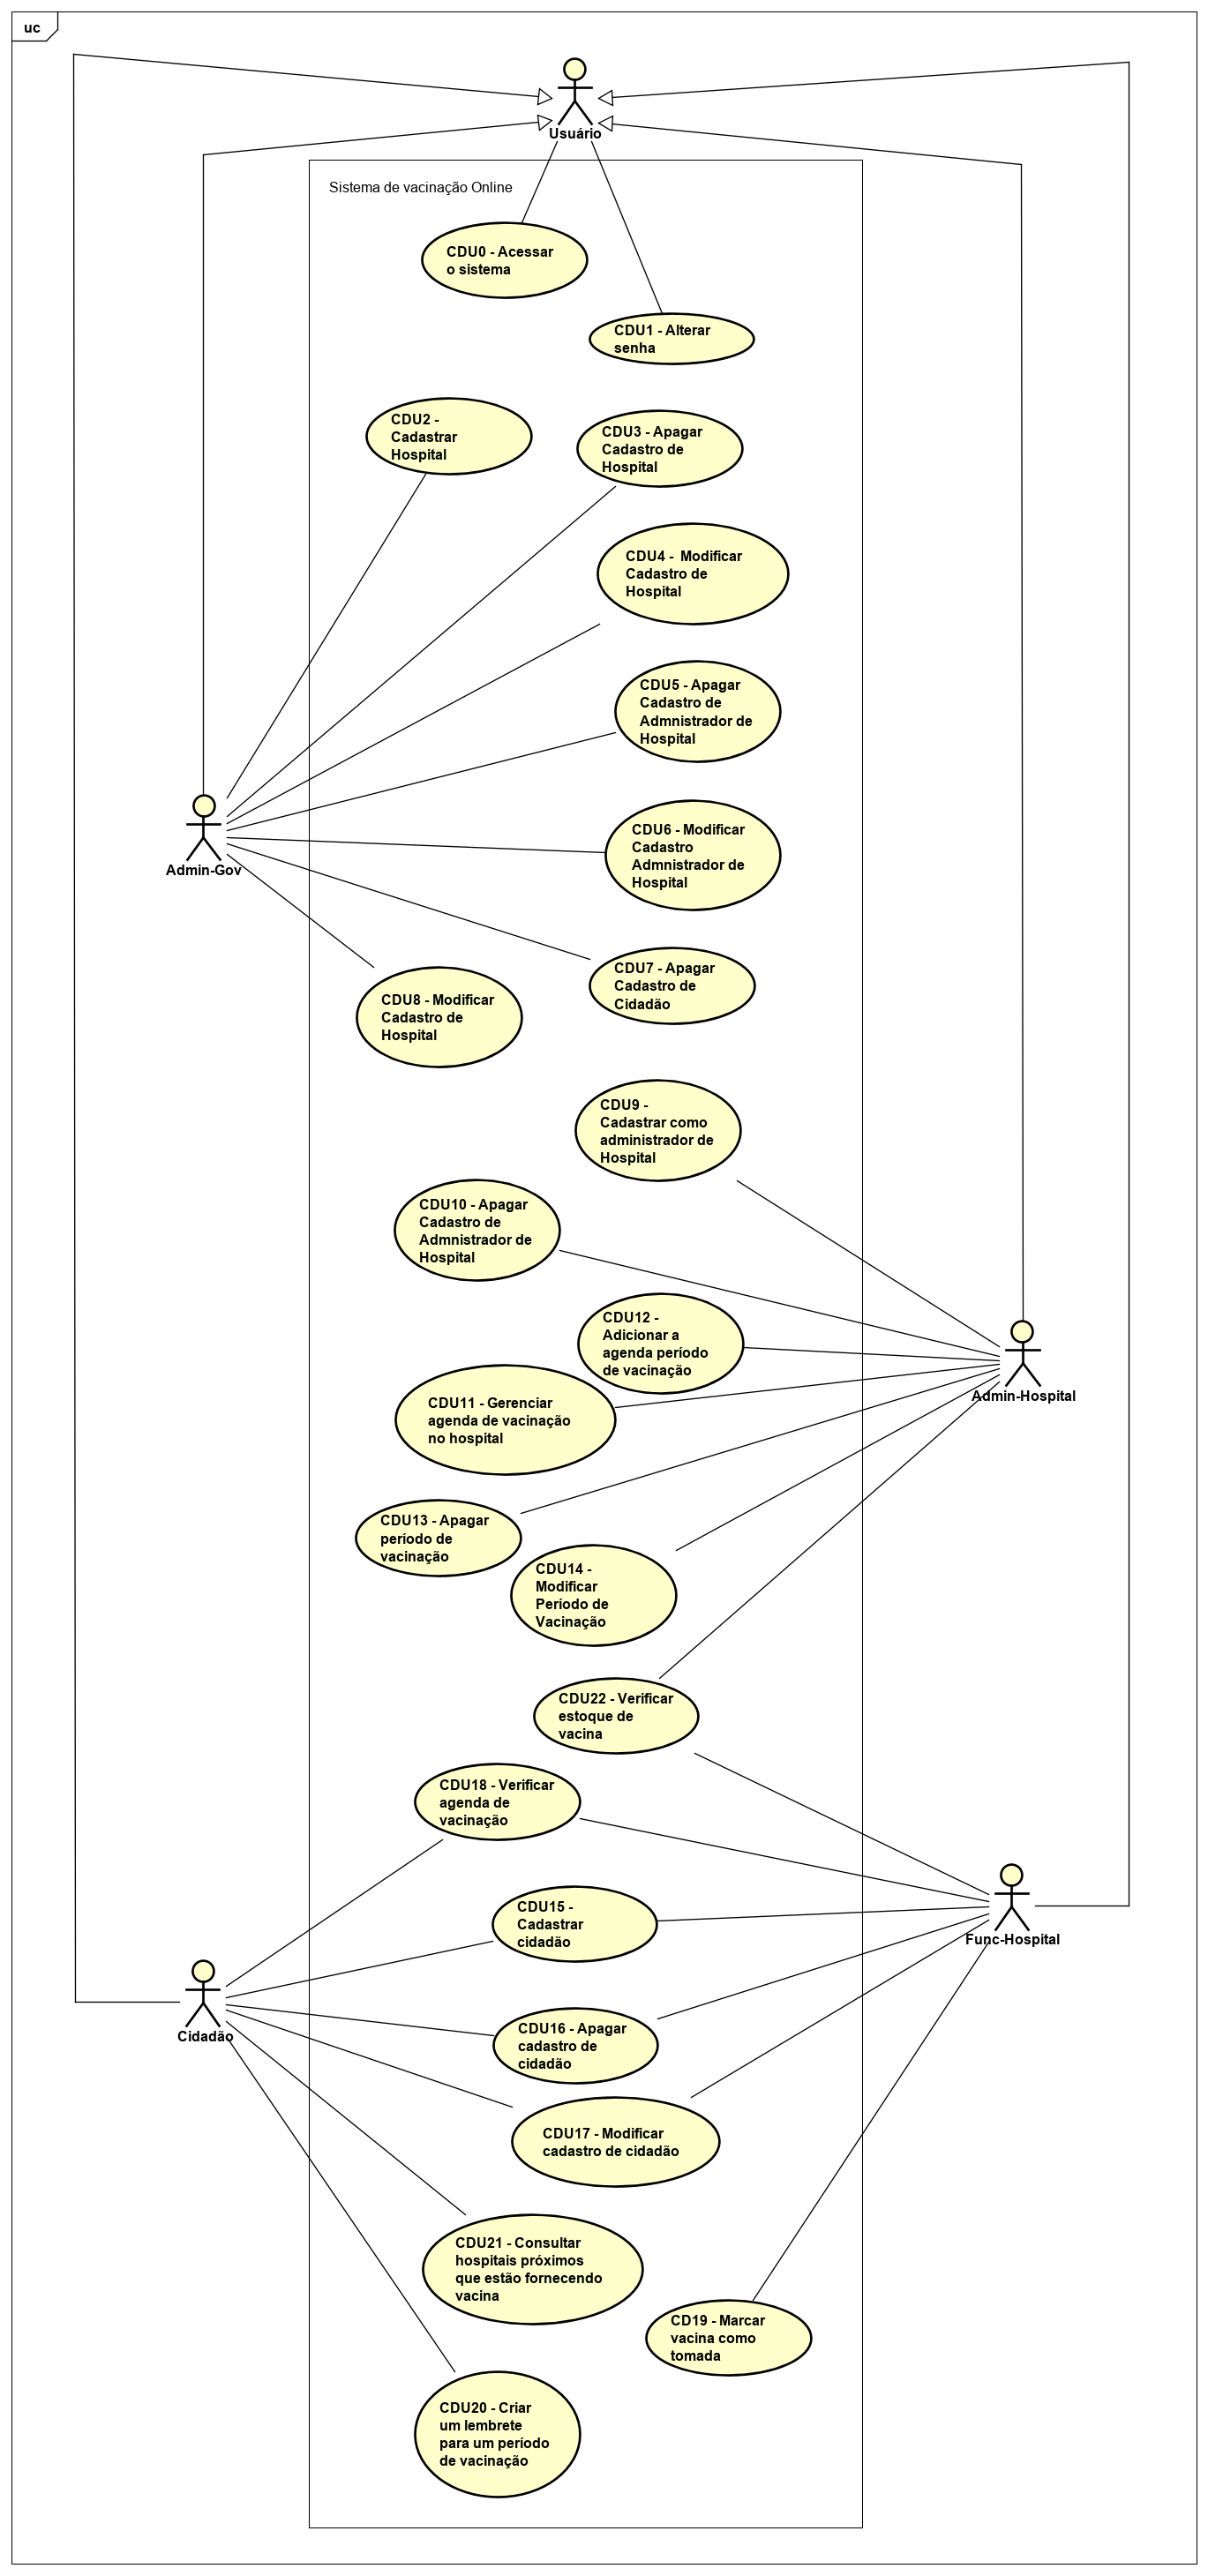 uc
Usuário
Sistema de vacinação Online
CDU0 - Acessar
o sistema
CDU1 - Alterar
senha
CDU2 -
Cadastrar
Hospital
CDU3 - Apagar
Cadastro de
Hospital
CDU4 - Modificar
Cadastro de
Hospital
CDU5 - Apagar
Cadastro de
Admnistrador de
Hospital
Admin-Gov
CDU6 - Modificar
Cadastro
Admnistrador de
Hospital
CDU7 - Apagar
Cadastro de
Cidadão
CDU8 - Modificar
Cadastro de
Hospital
CDU9 -
Cadastrar como
administrador de
Hospital
CDU10 - Apagar
Cadastro de
Admnistrador de
Hospital
CDU12 -
Adicionar a
agenda período
de vacinação
Admin-Hospital
CDU11 - Gerenciar
agenda de vacinação
no hospital
CDU13 - Apagar
período de
vacinação
CDU14 -
Modificar
Período de
Vacinação
CDU22 - Verificar
estoque de
vacina
CDU18 - Verificar
agenda de
vacinação
CDU15 -
Cadastrar
cidadão
Func-Hospital
Cidadão
CDU16 - Apagar
cadastro de
cidadão
CDU17 - Modificar
cadastro de cidadão
CDU21 - Consultar
hospitais próximos
que estão fornecendo
vacina
CD19 - Marcar
vacina como
tomada
CDU20 - Criar
um lembrete
para um período
de vacinação